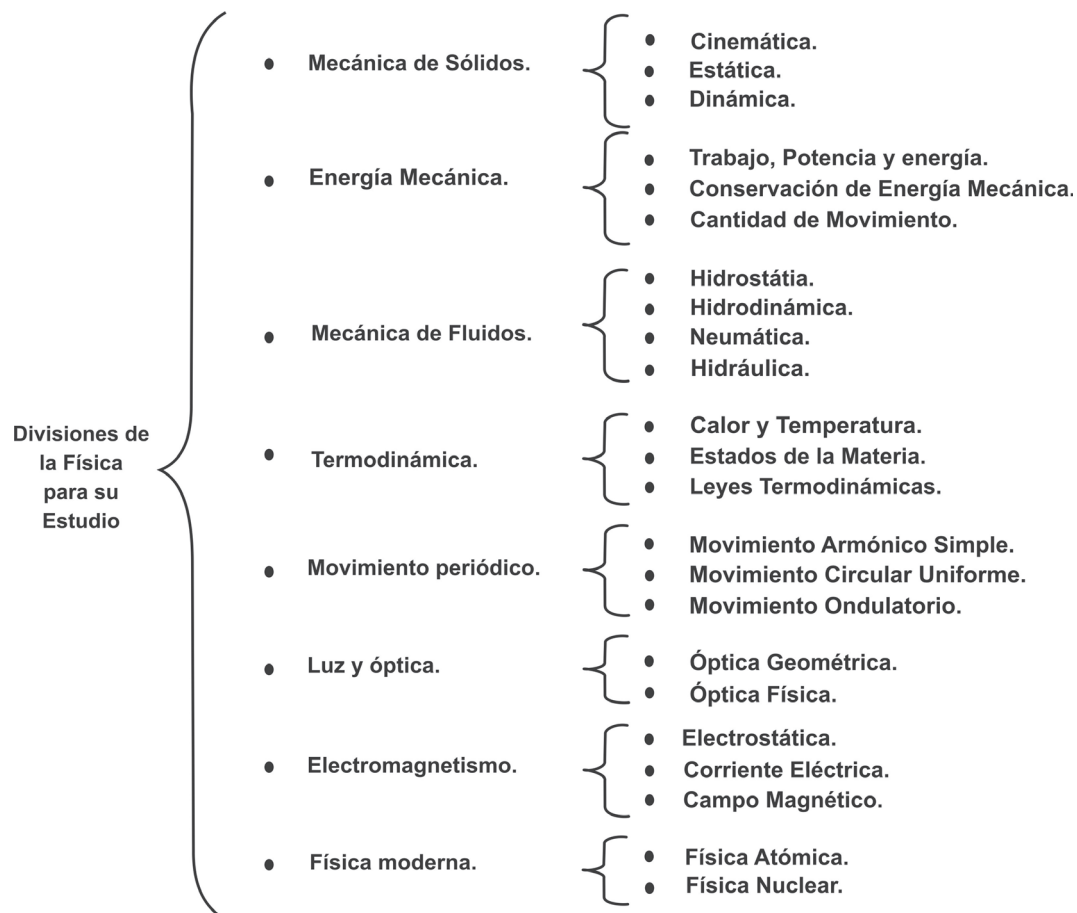 Divisiones de
la Física
para su
Estudio
Mecánica de Sólidos.
Cinemática.
Estática.
Dinámica.
Energía Mecánica.
Trabajo, Potencia y energía.
Conservación de Energía Mecánica.
Cantidad de Movimiento.
Mecánica de Fluidos.
Hidrostátia.
Hidrodinámica.
Neumática.
Hidráulica.
Termodinámica.
Calor y Temperatura.
Estados de la Materia.
Leyes Termodinámicas.
Movimiento periódico.
Movimiento Armónico Simple.
Movimiento Circular Uniforme.
Movimiento Ondulatorio.
Luz y óptica.
Óptica Geométrica.
Óptica Física.
Electromagnetismo.
Electrostática.
Corriente Eléctrica.
Campo Magnético.
Física moderna.
Física Atómica.
Física Nuclear.